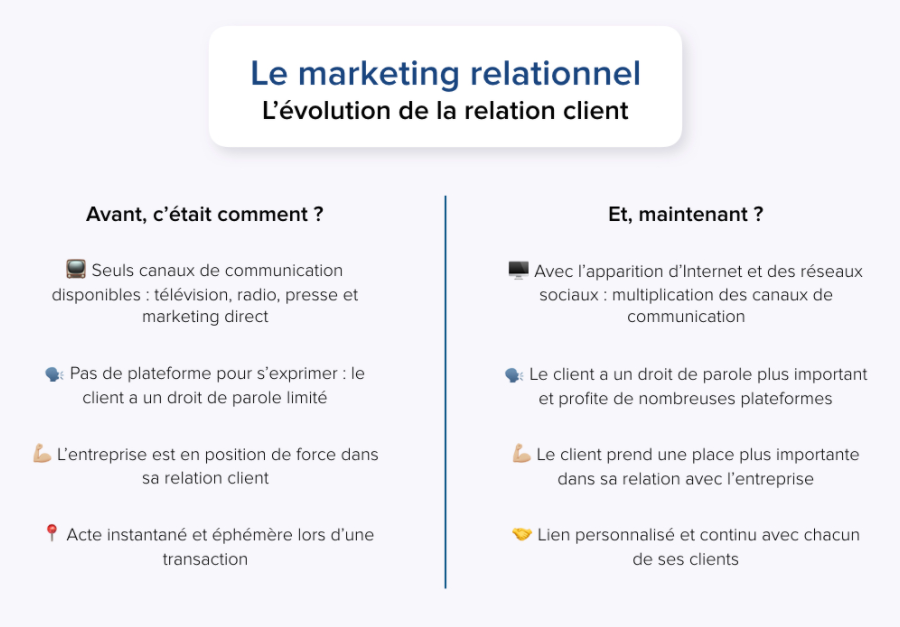 Le marketing relationnel
L’évolution de la relation client
Avant, c’était comment ?
Seuls canaux de communication
disponibles : télévision, radio, presse et
marketing direct
Pas de plateforme pour s’exprimer : le
client a un droit de parole limité
L’entreprise est en position de force dans
sa relation client
Acte instantané et éphémère lors d’une
transaction
Et, maintenant ?
Avec l’apparition d’Internet et des réseaux
sociaux : multiplication des canaux de
communication
Le client a un droit de parole plus important
et profite de nombreuses plateformes
Le client prend une place plus importante
dans sa relation avec l’entreprise
Lien personnalisé et continu avec chacun
de ses clients